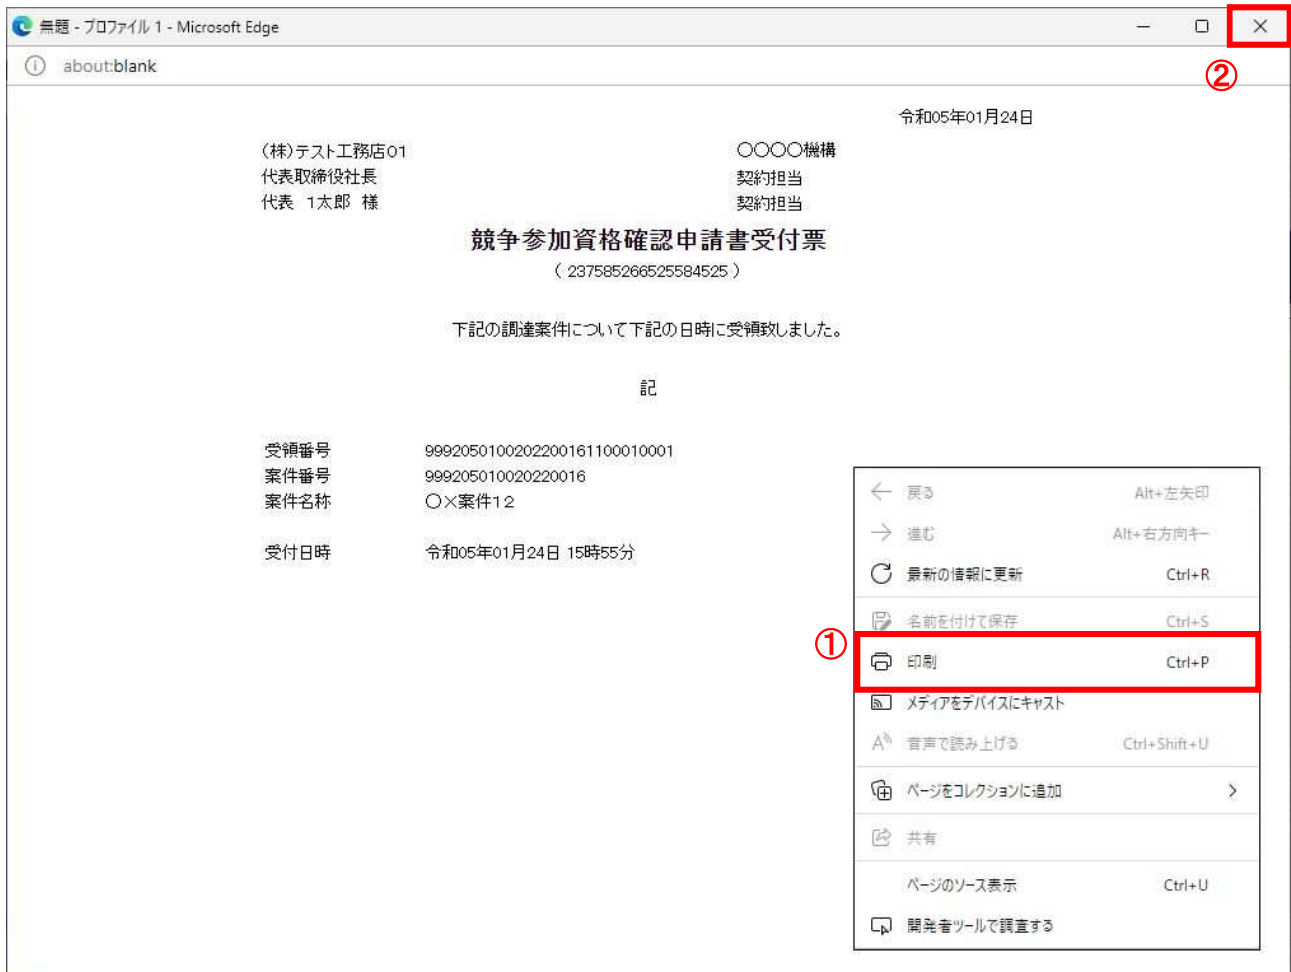 無題 - プロファイル 1 - Microsoft Edge
②
about:blank
令和05年01月24日
(株)テスト工務店01
〇〇〇〇機構
代表取締役社長
契約担当
代表 1太郎 様
契約担当
競争参加資格確認申請書受付票
( 237585266525584525 )
下記の調達案件について下記の日時に受領致しました。
記
受領番号 99920501002022001611000100​01
案件番号 999205010020220016
案件名称 〇×案件12
受付日時 令和05年01月24日 15時55分
戻る Alt+左矢印
進む Alt+右方向キー
最新の情報に更新 Ctrl+R
名前を付けて保存 Ctrl+S
①
印刷 Ctrl+P
メディアをデバイスにキャスト
音声で読み上げる Ctrl+Shift+U
ページをコレクションに追加
共有
ページのソース表示 Ctrl+U
開発者ツールで調査する